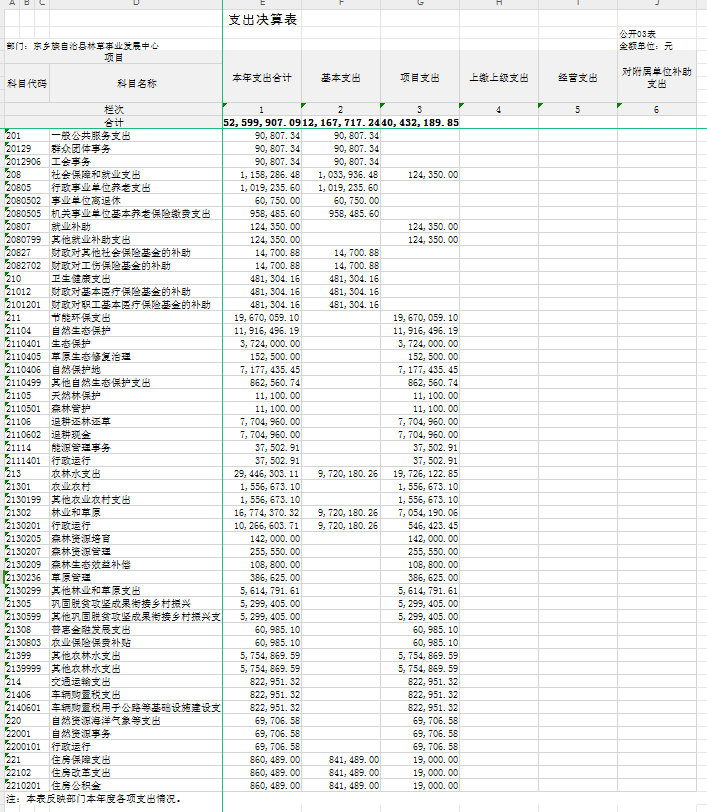 A B C D E F G H I J
支出决算表
公开03表
部门：东乡族自治县林草事业发展中心 金额单位：元
项目 本年支出合计 基本支出 项目支出 上缴上级支出 经营支出 对附属单位补助支出
科目代码 科目名称
栏次 1 2 3 4 5 6
合计 52,599,907.09 12,167,717.24 40,432,189.85
201 一般公共服务支出 90,807.34 90,807.34
20129 群众团体事务 90,807.34 90,807.34
2012906 工会事务 90,807.34 90,807.34
208 社会保障和就业支出 1,158,286.48 1,033,936.48 124,350.00
20805 行政事业单位养老支出 1,019,235.60 1,019,235.60
2080502 事业单位离退休 60,750.00 60,750.00
2080505 机关事业单位基本养老保险缴费支出 958,485.60 958,485.60
20807 就业补助 124,350.00 124,350.00
2080799 其他就业补助支出 124,350.00 124,350.00
20827 财政对其他社会保险基金的补助 14,700.88 14,700.88
2082702 财政对工伤保险基金的补助 14,700.88 14,700.88
210 卫生健康支出 481,304.16 481,304.16
21012 财政对基本医疗保险基金的补助 481,304.16 481,304.16
2101201 财政对职工基本医疗保险基金的补助 481,304.16 481,304.16
211 节能环保支出 19,670,059.10 19,670,059.10
21104 自然生态保护 11,916,496.19 11,916,496.19
2110401 生态保护 3,724,000.00 3,724,000.00
2110405 草原生态修复治理 152,500.00 152,500.00
2110406 自然保护地 7,177,435.45 7,177,435.45
2110499 其他自然生态保护支出 862,560.74 862,560.74
21105 天然林保护 11,100.00 11,100.00
2110501 森林管护 11,100.00 11,100.00
21106 退耕还林还草 7,704,960.00 7,704,960.00
2110602 退耕现金 7,704,960.00 7,704,960.00
21114 能源管理事务 37,502.91 37,502.91
2111401 行政运行 37,502.91 37,502.91
213 农林水支出 29,446,303.11 9,720,180.26 19,726,122.85
21301 农业农村 1,556,673.10 1,556,673.10
2130199 其他农业农村支出 1,556,673.10 1,556,673.10
21302 林业和草原 16,774,370.32 9,720,180.26 7,054,190.06
2130201 行政运行 10,266,603.71 9,720,180.26 546,423.45
2130205 森林资源培育 142,000.00 142,000.00
2130207 森林资源管理 255,550.00 255,550.00
2130209 森林生态效益补偿 108,800.00 108,800.00
2130236 草原管理 386,625.00 386,625.00
2130299 其他林业和草原支出 5,614,791.61 5,614,791.61
21305 巩固脱贫攻坚成果衔接乡村振兴 5,299,405.00 5,299,405.00
2130599 其他巩固脱贫攻坚成果衔接乡村振兴支 5,299,405.00 5,299,405.00
21308 普惠金融发展支出 60,985.10 60,985.10
2130803 农业保险保费补贴 60,985.10 60,985.10
21399 其他农林水支出 5,754,869.59 5,754,869.59
2139999 其他农林水支出 5,754,869.59 5,754,869.59
214 交通运输支出 822,951.32 822,951.32
21406 车辆购置税支出 822,951.32 822,951.32
2140601 车辆购置税用于公路等基础设施建设支 822,951.32 822,951.32
220 自然资源海洋气象等支出 69,706.58 69,706.58
22001 自然资源事务 69,706.58 69,706.58
2200101 行政运行 69,706.58 69,706.58
221 住房保障支出 860,489.00 841,489.00 19,000.00
22102 住房改革支出 860,489.00 841,489.00 19,000.00
2210201 住房公积金 860,489.00 841,489.00 19,000.00
注：本表反映部门本年度各项支出情况。